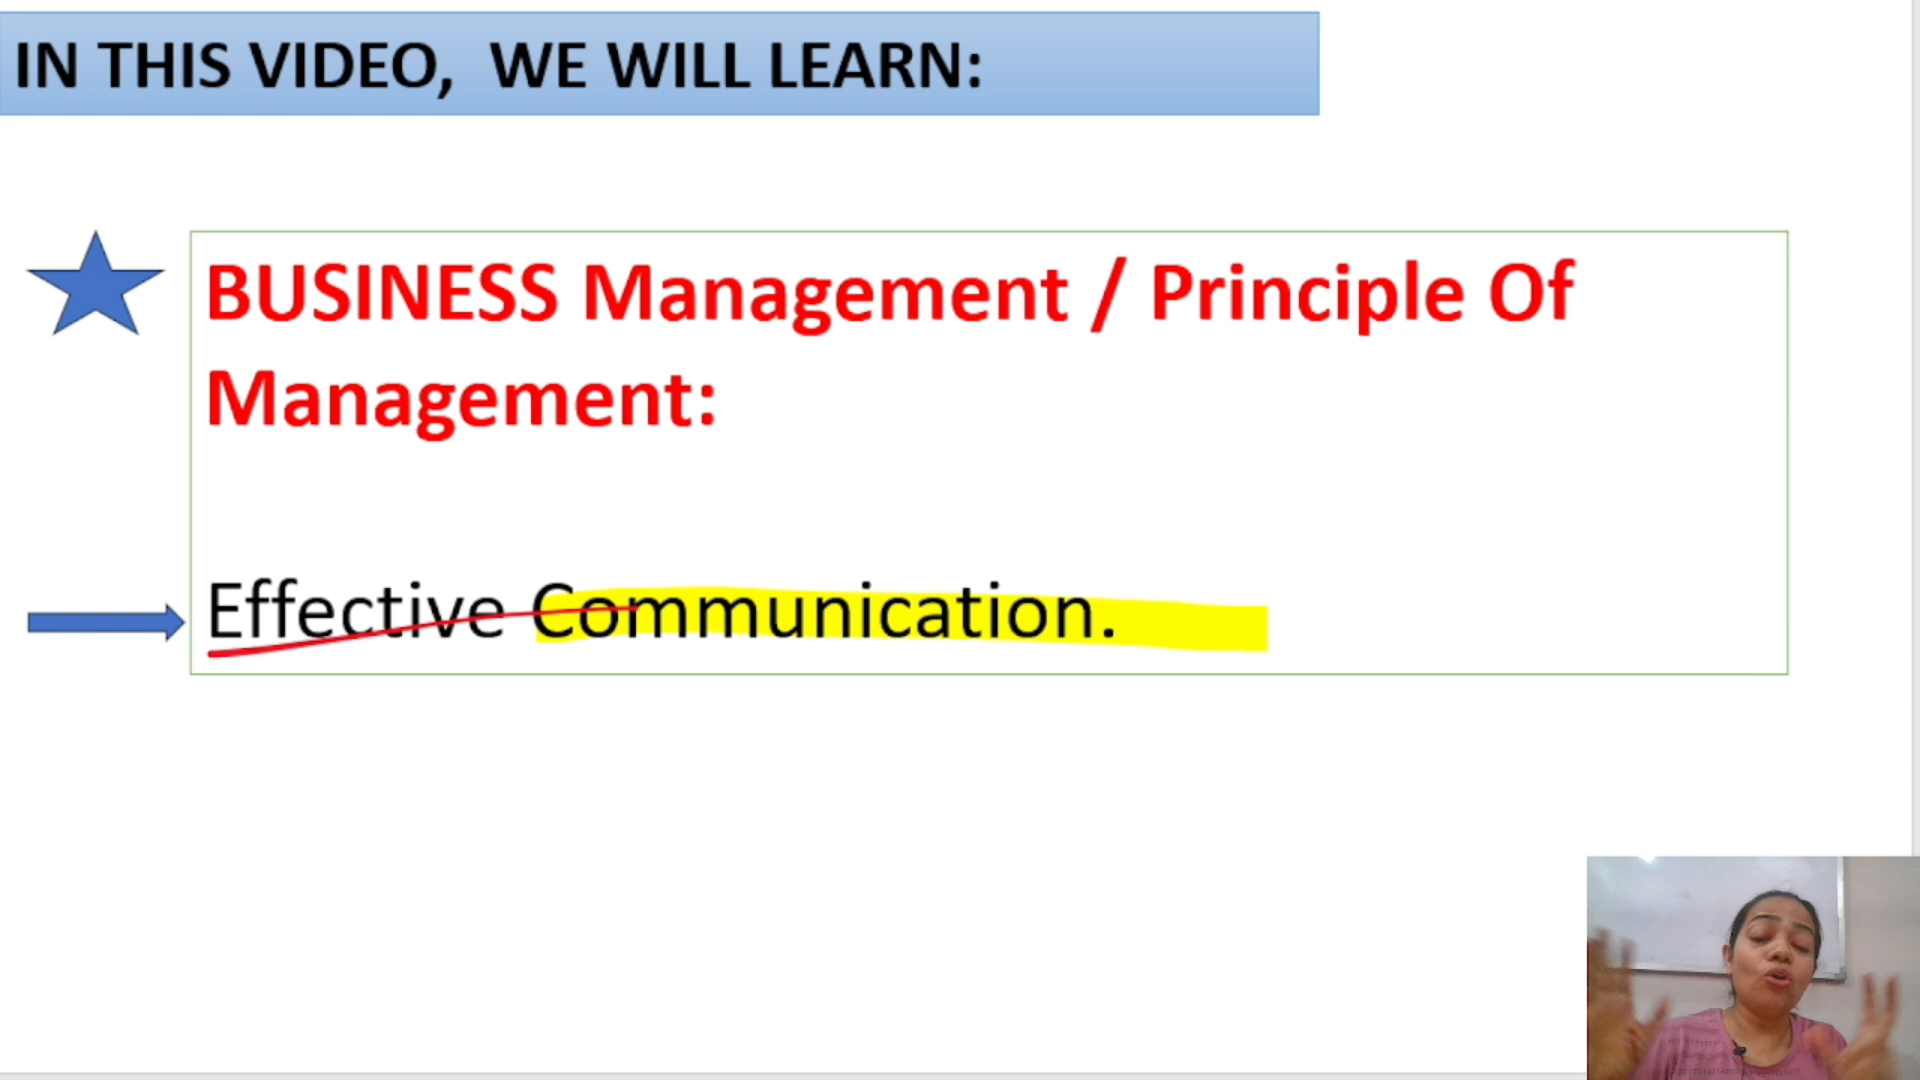 IN THIS VIDEO, WE WILL LEARN:
BUSINESS Management / Principle Of
Management:
Effective Communication.